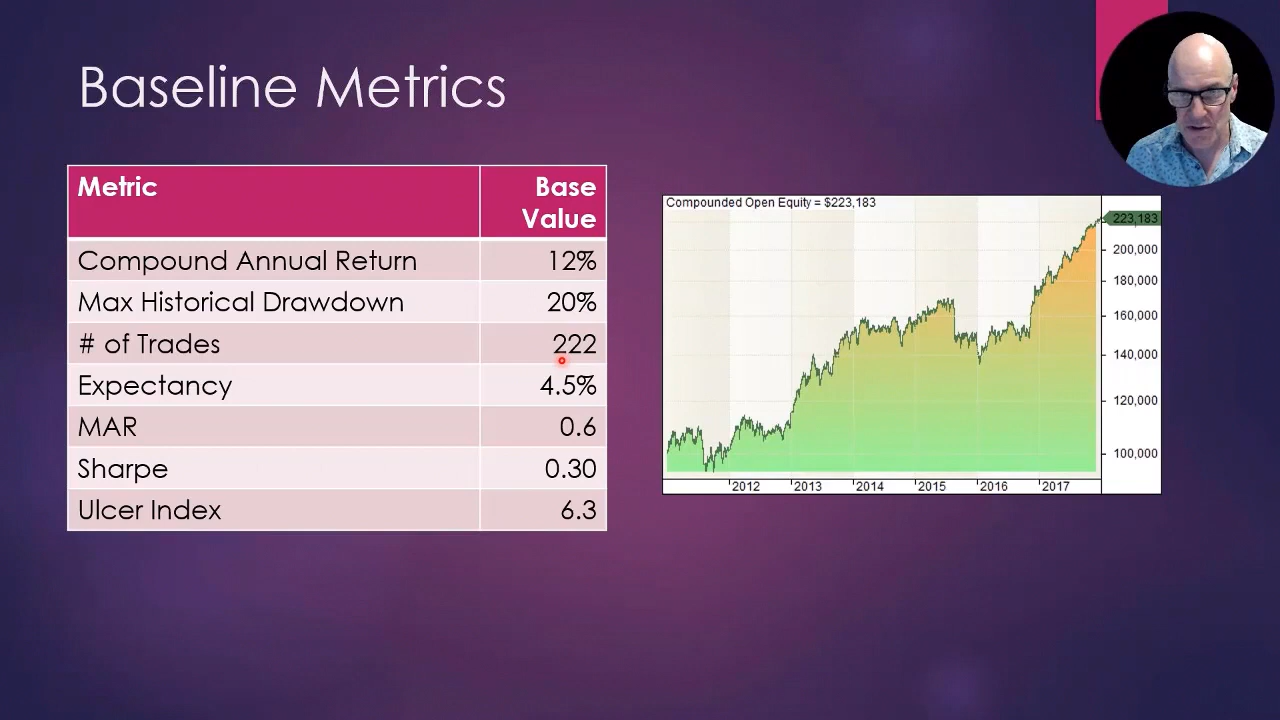 Baseline Metrics
Metric Base Value
Compound Annual Return 12%
Max Historical Drawdown 20%
# of Trades 222
Expectancy 4.5%
MAR 0.6
Sharpe 0.30
Ulcer Index 6.3
Compounded Open Equity = $223,183
223,183
200,000
180,000
160,000
140,000
120,000
100,000
2012 2013 2014 2015 2016 2017